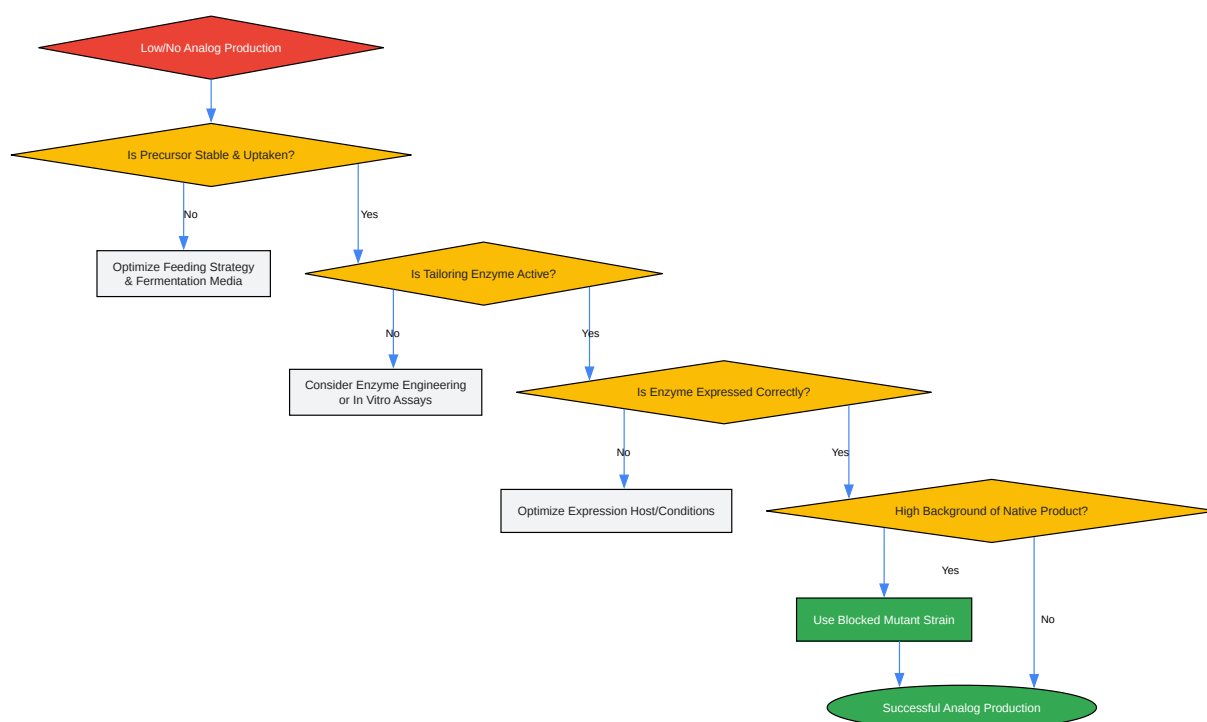 Low/No Analog Production
Is Precursor Stable & Uptaken?
No
Yes
Optimize Feeding Strategy
& Fermentation Media
Is Tailoring Enzyme Active?
No
Yes
Consider Enzyme Engineering
or In Vitro Assays
Is Enzyme Expressed Correctly?
No
Yes
Optimize Expression Host/Conditions
High Background of Native Product?
Yes
No
Use Blocked Mutant Strain
Successful Analog Production